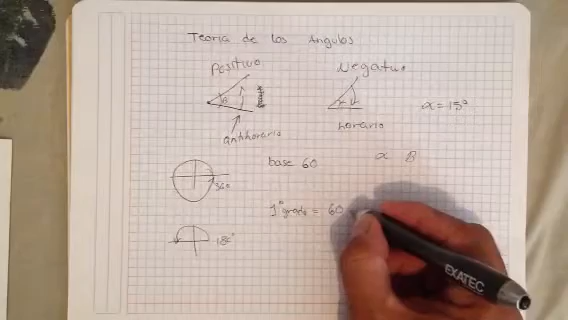 Teoria de los Angulos
Positivo
Negativo
β
α
α = 15°
antihorario
horario
base 60
α β
360
1° grado = 60
180°
EXATEC